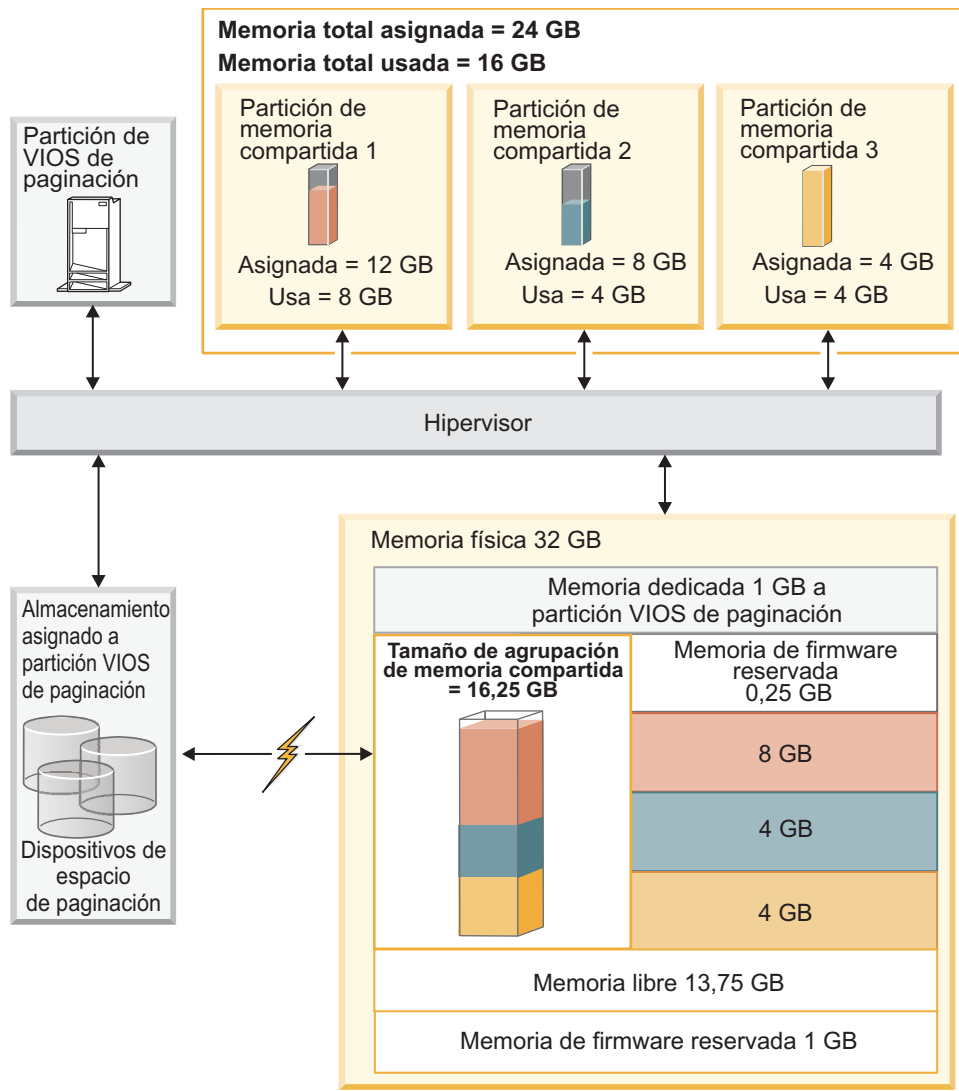 Memoria total asignada = 24 GB
Memoria total usada = 16 GB
Partición de
VIOS de
paginación
Partición de
memoria
compartida 1
Asignada = 12 GB
Usa = 8 GB
Partición de
memoria
compartida 2
Asignada = 8 GB
Usa = 4 GB
Partición de
memoria
compartida 3
Asignada = 4 GB
Usa = 4 GB
Hipervisor
Almacenamiento
asignado a
partición VIOS
de paginación
Dispositivos de
espacio
de paginación
Memoria física 32 GB
Memoria dedicada 1 GB a
partición VIOS de paginación
Tamaño de agrupación
de memoria compartida
= 16,25 GB
Memoria de firmware
reservada
0,25 GB
8 GB
4 GB
4 GB
Memoria libre 13,75 GB
Memoria de firmware reservada 1 GB